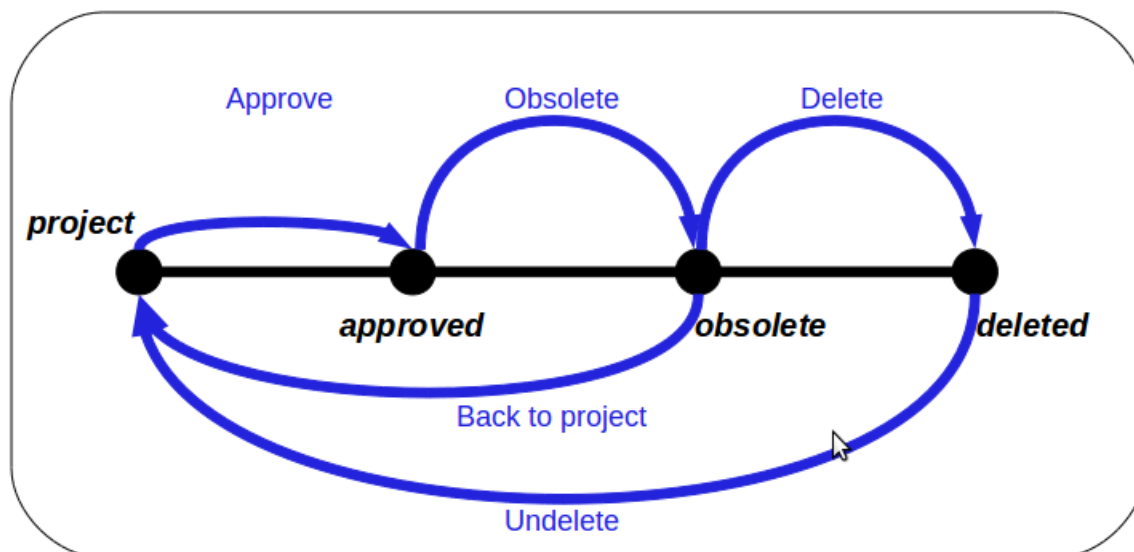 Approve
Obsolete
Delete
project
approved
obsolete
deleted
Back to project
Undelete